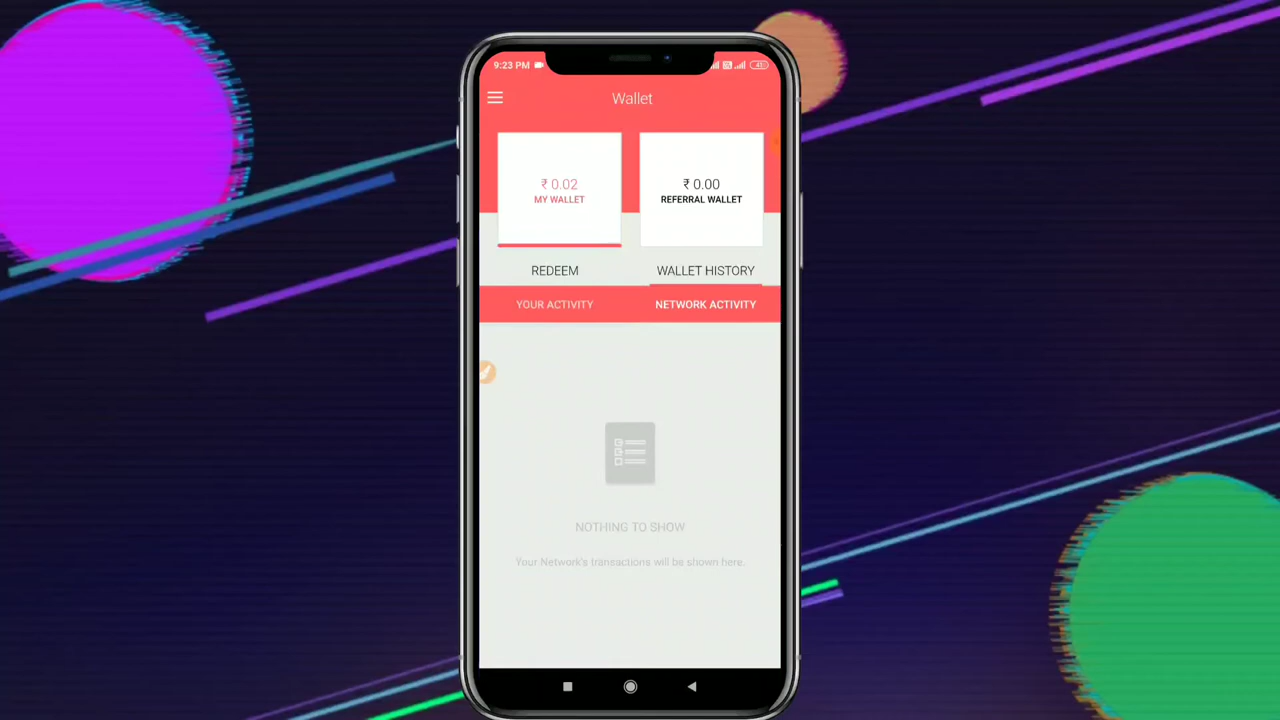 9:23 PM
45
Wallet
₹ 0.02
MY WALLET
₹ 0.00
REFERRAL WALLET
REDEEM
WALLET HISTORY
YOUR ACTIVITY
NETWORK ACTIVITY
NOTHING TO SHOW
Your Network's transactions will be shown here.